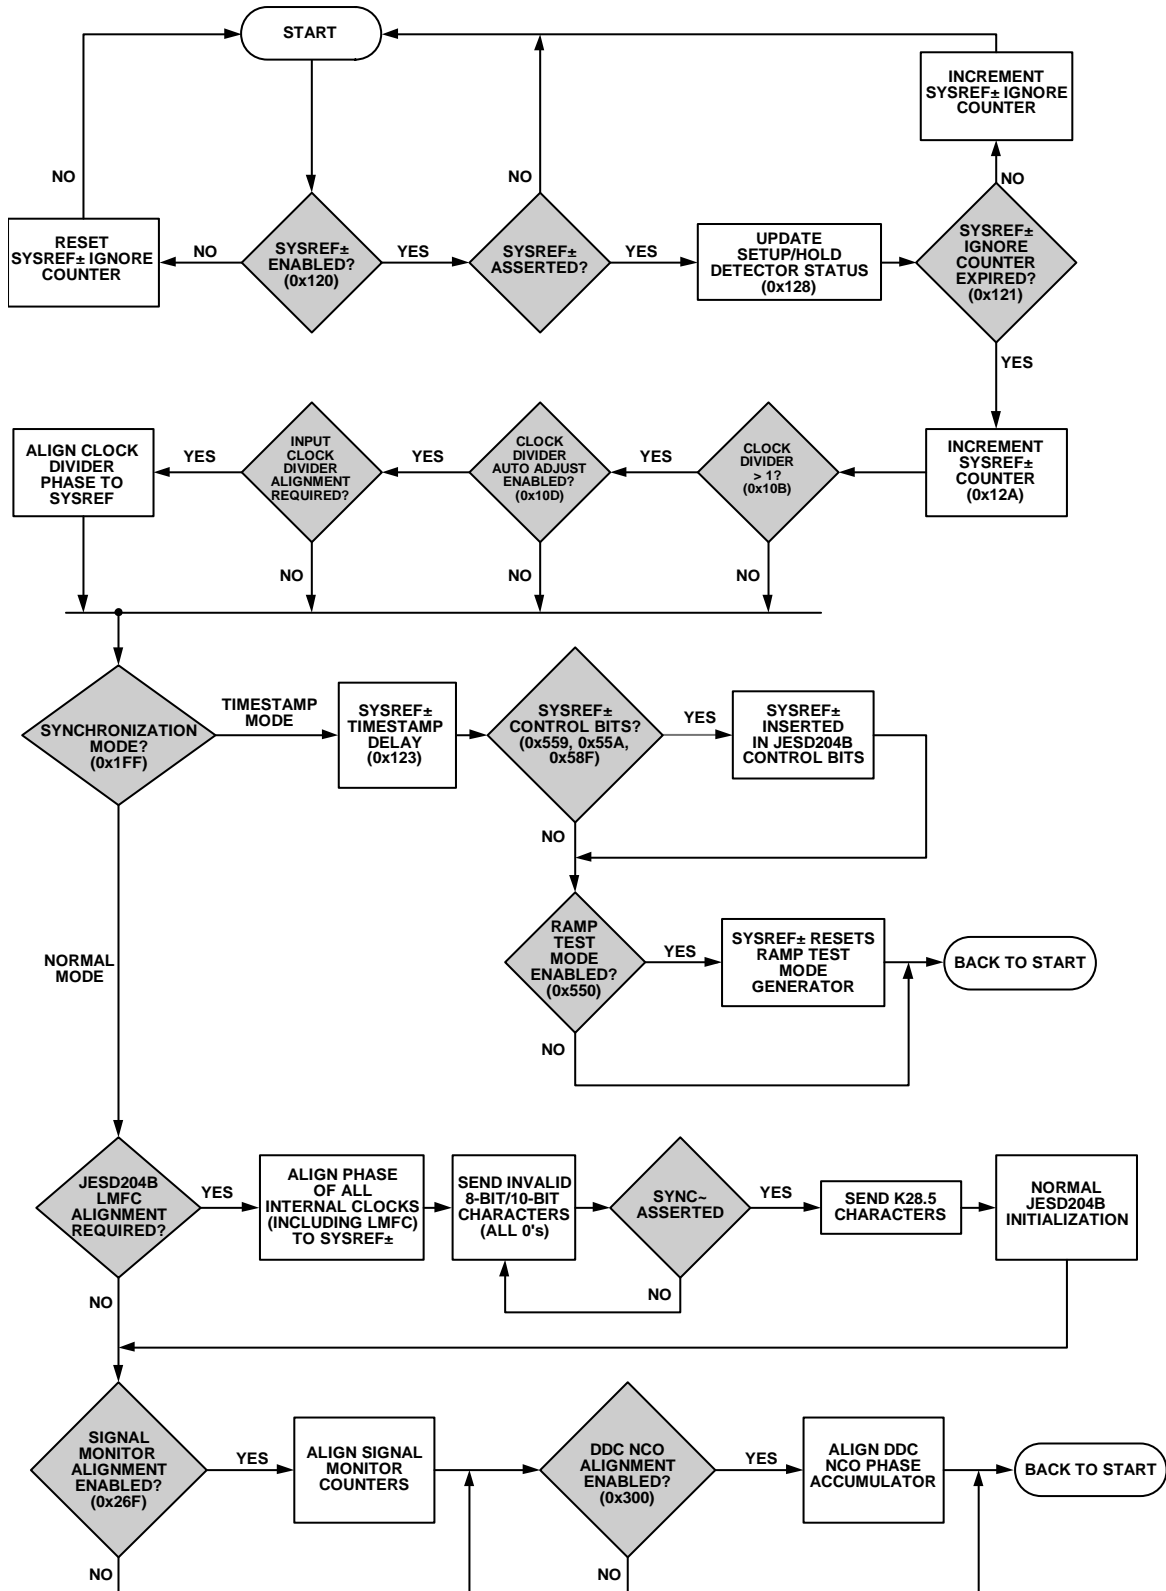 START
INCREMENT
SYSREF± IGNORE
COUNTER
NO
NO
NO
RESET
SYSREF± IGNORE
COUNTER
NO
SYSREF±
ENABLED?
(0x120)
YES
SYSREF±
ASSERTED?
YES
UPDATE
SETUP/HOLD
DETECTOR STATUS
(0x128)
SYSREF±
IGNORE
COUNTER
EXPIRED?
(0x121)
YES
ALIGN CLOCK
DIVIDER
PHASE TO
SYSREF
YES
INPUT
CLOCK
DIVIDER
ALIGNMENT
REQUIRED?
YES
CLOCK
DIVIDER
AUTO ADJUST
ENABLED?
(0x10D)
YES
CLOCK
DIVIDER
> 1?
(0x10B)
INCREMENT
SYSREF±
COUNTER
(0x12A)
NO
NO
NO
SYNCHRONIZATION
MODE?
(0x1FF)
TIMESTAMP
MODE
SYSREF±
TIMESTAMP
DELAY
(0x123)
SYSREF±
CONTROL BITS?
(0x559, 0x55A,
0x58F)
YES
SYSREF±
INSERTED
IN JESD204B
CONTROL BITS
NO
NORMAL
MODE
RAMP
TEST
MODE
ENABLED?
(0x550)
YES
SYSREF± RESETS
RAMP TEST
MODE
GENERATOR
BACK TO START
NO
JESD204B
LMFC
ALIGNMENT
REQUIRED?
YES
ALIGN PHASE
OF ALL
INTERNAL CLOCKS
(INCLUDING LMFC)
TO SYSREF±
SEND INVALID
8-BIT/10-BIT
CHARACTERS
(ALL 0's)
SYNC~
ASSERTED
YES
SEND K28.5
CHARACTERS
NORMAL
JESD204B
INITIALIZATION
NO
NO
SIGNAL
MONITOR
ALIGNMENT
ENABLED?
(0x26F)
YES
ALIGN SIGNAL
MONITOR
COUNTERS
DDC NCO
ALIGNMENT
ENABLED?
(0x300)
YES
ALIGN DDC
NCO PHASE
ACCUMULATOR
BACK TO START
NO
NO